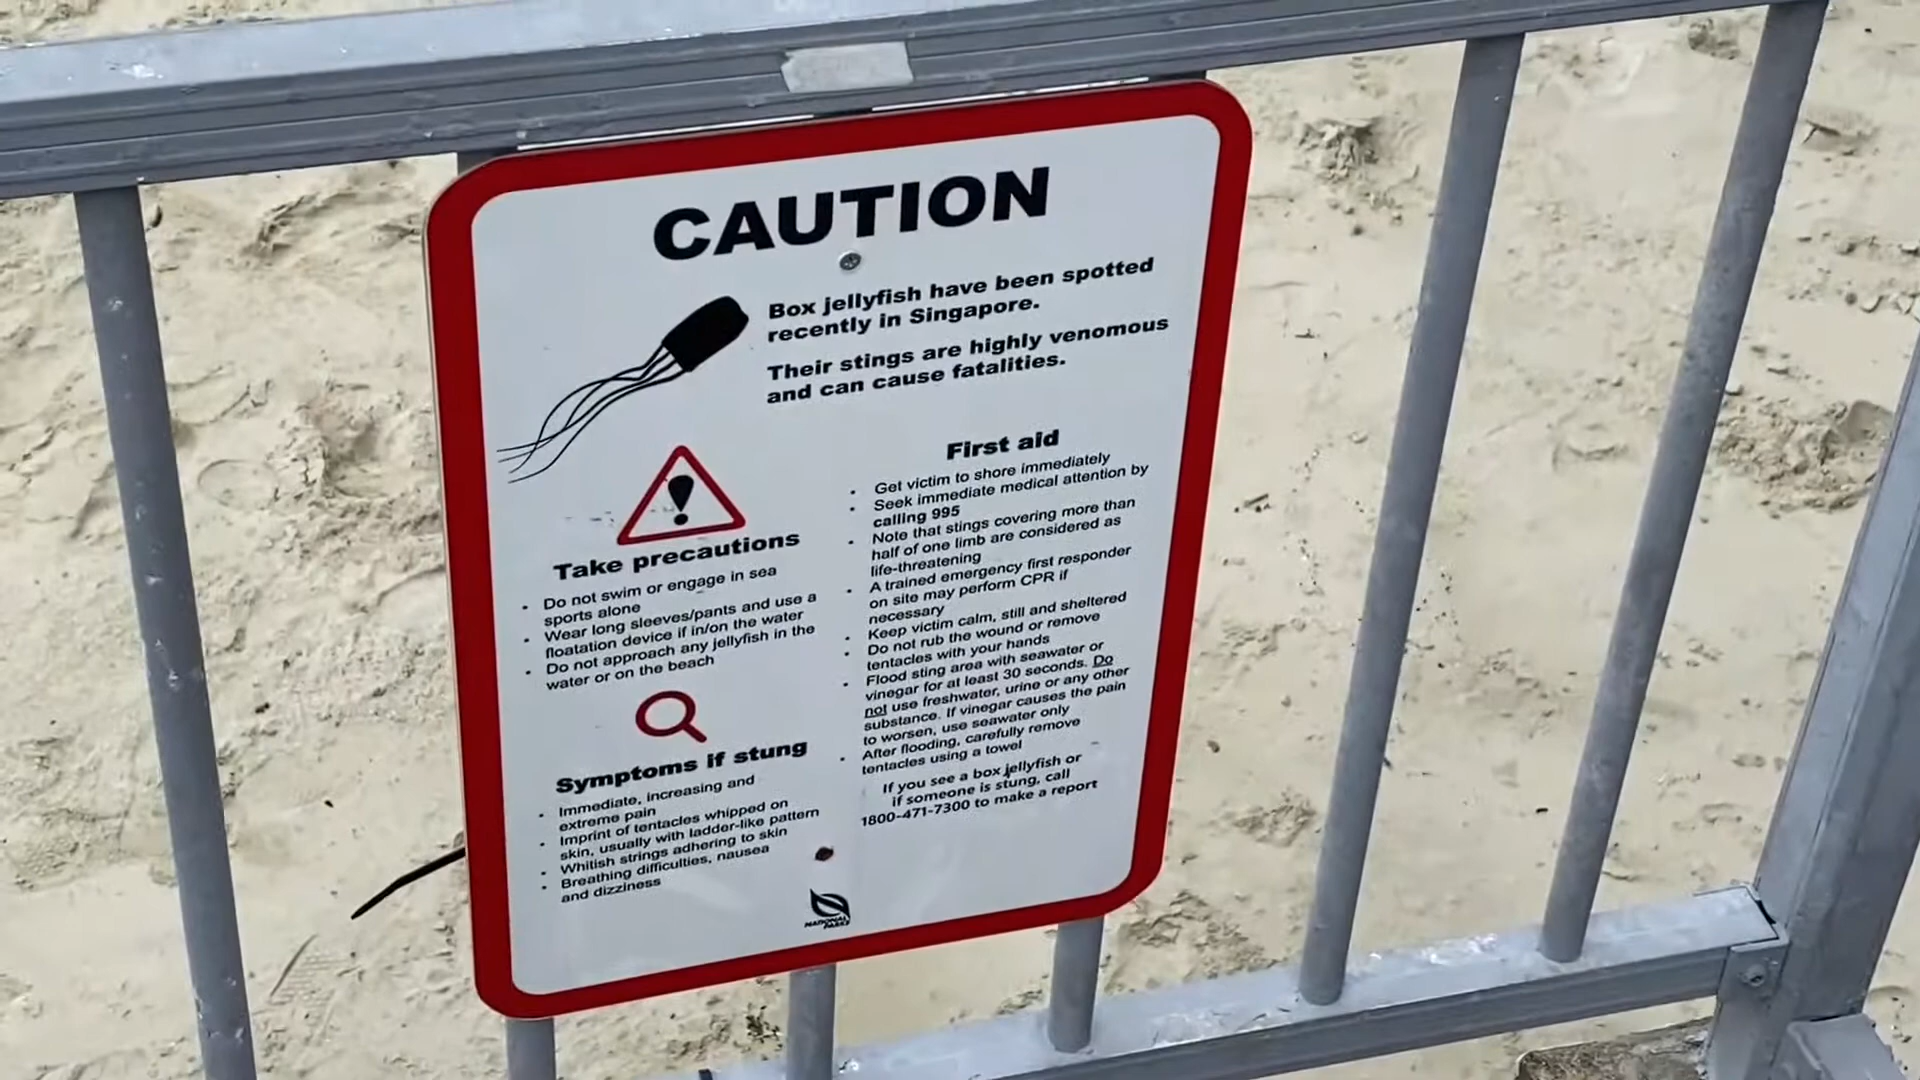 CAUTION
Box jellyfish have been spotted
recently in Singapore.
Their stings are highly venomous
and can cause fatalities.
Take precautions
• Do not swim or engage in sea
sports alone
• Wear long sleeves/pants and use a
floatation device if in/on the water
• Do not approach any jellyfish in the
water or on the beach
Symptoms if stung
• Immediate, increasing and
extreme pain
• Imprint of tentacles whipped on
skin, usually with ladder-like pattern
• Whitish strings adhering to skin
• Breathing difficulties, nausea
and dizziness
First aid
• Get victim to shore immediately
• Seek immediate medical attention by
calling 995
• Note that stings covering more than
half of one limb are considered as
life-threatening
• A trained emergency first responder
on site may perform CPR if
necessary
• Keep victim calm, still and sheltered
• Do not rub the wound or remove
tentacles with your hands
• Flood sting area with seawater or
vinegar for at least 30 seconds. Do
not use freshwater, urine or any other
substance. If vinegar causes the pain
to worsen, use seawater only
• After flooding, carefully remove
tentacles using a towel
If you see a box jellyfish or
if someone is stung, call
1800-471-7300 to make a report
NATIONAL
PARKS